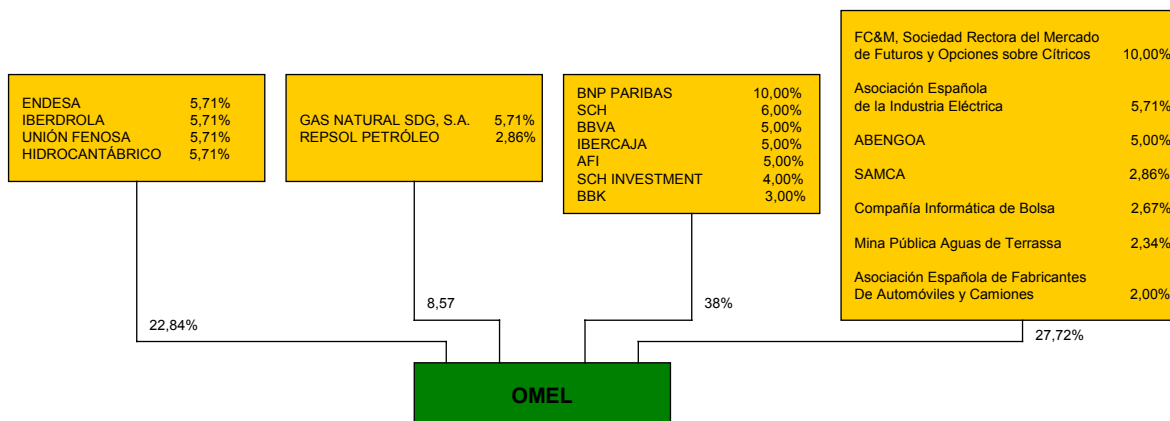 ENDESA 5,71%
IBERDROLA 5,71%
UNIÓN FENOSA 5,71%
HIDROCANTÁBRICO 5,71%
GAS NATURAL SDG, S.A. 5,71%
REPSOL PETRÓLEO 2,86%
BNP PARIBAS 10,00%
SCH 6,00%
BBVA 5,00%
IBERCAJA 5,00%
AFI 5,00%
SCH INVESTMENT 4,00%
BBK 3,00%
FC&M, Sociedad Rectora del Mercado
de Futuros y Opciones sobre Cítricos 10,00%
Asociación Española
de la Industria Eléctrica 5,71%
ABENGOA 5,00%
SAMCA 2,86%
Compañía Informática de Bolsa 2,67%
Mina Pública Aguas de Terrassa 2,34%
Asociación Española de Fabricantes
De Automóviles y Camiones 2,00%
22,84%
8,57
38%
27,72%
OMEL